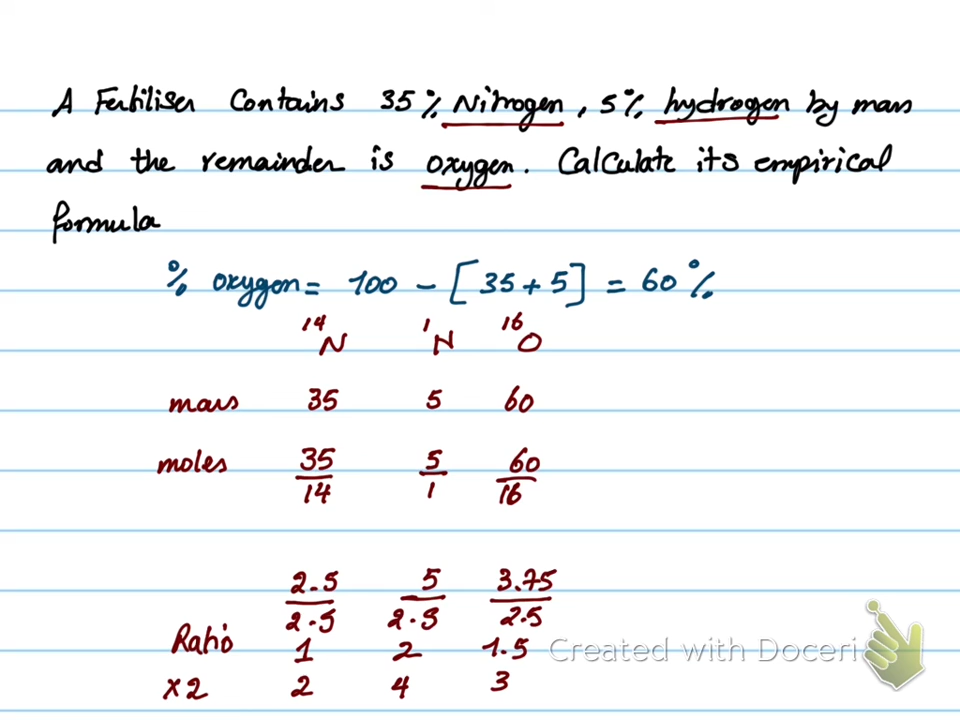 A Fertiliser Contains 35% Nitrogen, 5% hydrogen by mass
and the remainder is oxygen. Calculate its empirical
formula
% oxygen = 100 - [35 + 5] = 60 %
14N 1H 16O
mass 35 5 60
moles 35/14 5/1 60/16
2.5/2.5 5/2.5 3.75/2.5
Ratio 1 2 1.5
x2 2 4 3
Created with Doceri